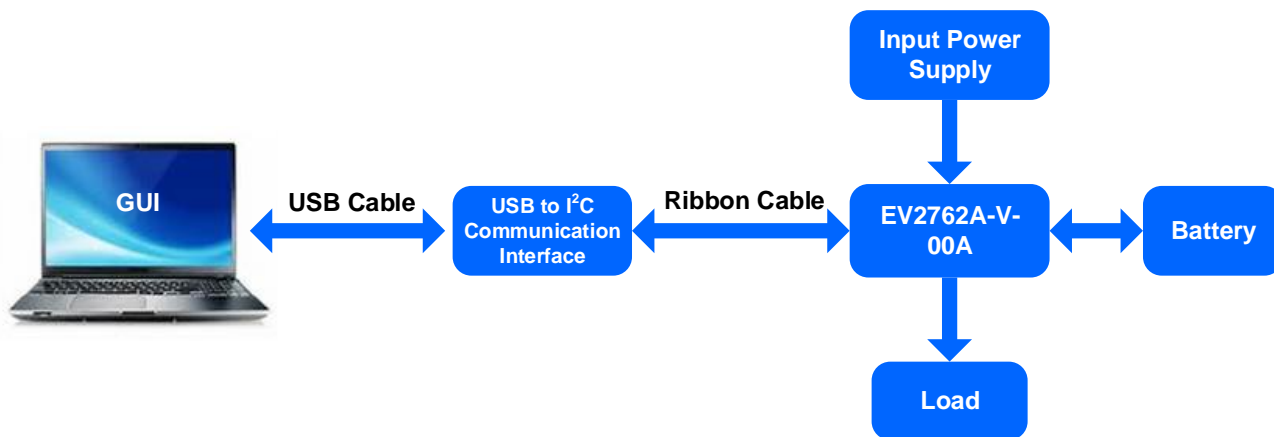 Input Power
Supply
GUI
USB Cable
USB to I²C
Communication
Interface
Ribbon Cable
EV2762A-V-
00A
Battery
Load